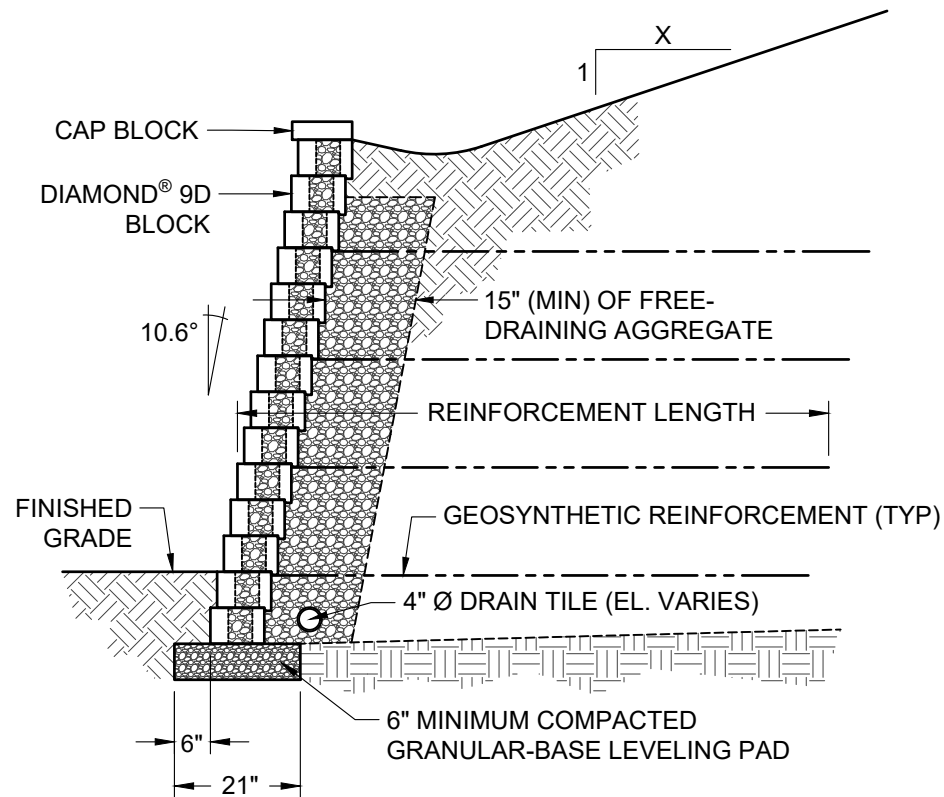 X
1
CAP BLOCK
DIAMOND® 9D
BLOCK
15" (MIN) OF FREE-
DRAINING AGGREGATE
10.6°
REINFORCEMENT LENGTH
FINISHED
GRADE
GEOSYNTHETIC REINFORCEMENT (TYP)
4" Ø DRAIN TILE (EL. VARIES)
6" MINIMUM COMPACTED
GRANULAR-BASE LEVELING PAD
6"
21"